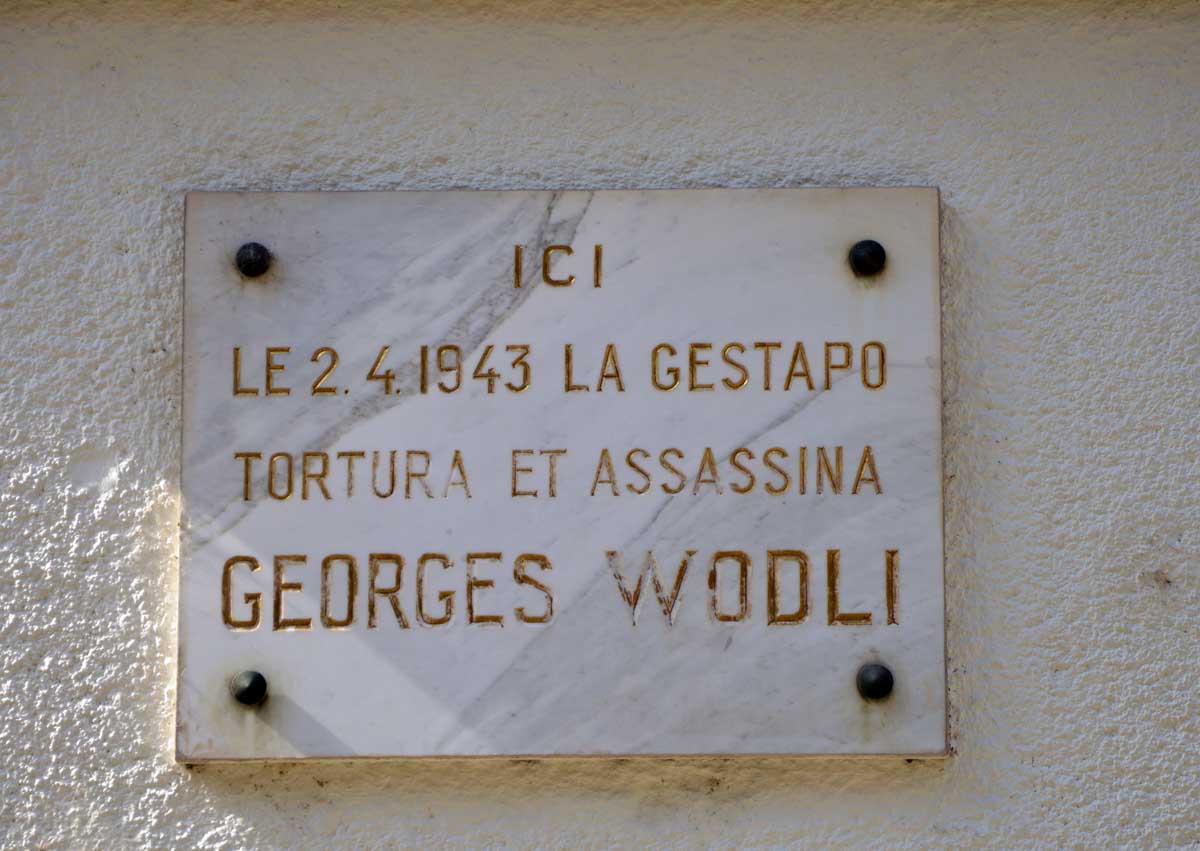 ICI
LE 2.4.1943 LA GESTAPO
TORTURA ET ASSASSINA
GEORGES WODLI